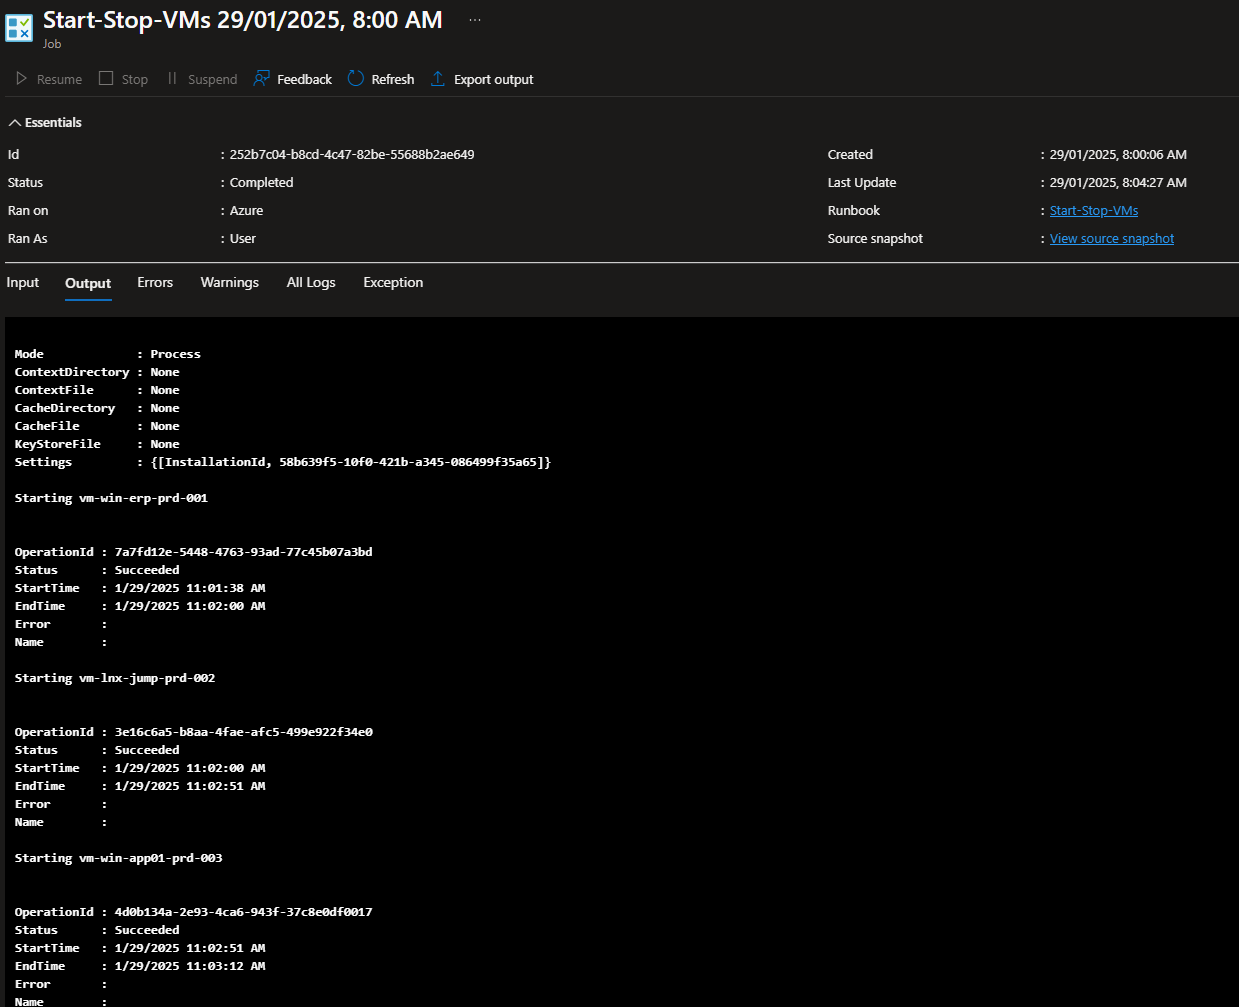 Start-Stop-VMs 29/01/2025, 8:00 AM ...
Job
Resume Stop Suspend Feedback Refresh Export output
Essentials
Id : 252b7c04-b8cd-4c47-82be-55688b2ae649 Created : 29/01/2025, 8:00:06 AM
Status : Completed Last Update : 29/01/2025, 8:04:27 AM
Ran on : Azure Runbook : Start-Stop-VMs
Ran As : User Source snapshot : View source snapshot
Input Output Errors Warnings All Logs Exception
Mode : Process
ContextDirectory : None
ContextFile : None
CacheDirectory : None
CacheFile : None
KeyStoreFile : None
Settings : {[InstallationId, 58b639f5-10f0-421b-a345-086499f35a65]}
Starting vm-win-erp-prd-001
OperationId : 7a7fd12e-5448-4763-93ad-77c45b07a3bd
Status : Succeeded
StartTime : 1/29/2025 11:01:38 AM
EndTime : 1/29/2025 11:02:00 AM
Error :
Name :
Starting vm-lnx-jump-prd-002
OperationId : 3e16c6a5-b8aa-4fae-afc5-499e922f34e0
Status : Succeeded
StartTime : 1/29/2025 11:02:00 AM
EndTime : 1/29/2025 11:02:51 AM
Error :
Name :
Starting vm-win-app01-prd-003
OperationId : 4d0b134a-2e93-4ca6-943f-37c8e0df0017
Status : Succeeded
StartTime : 1/29/2025 11:02:51 AM
EndTime : 1/29/2025 11:03:12 AM
Error :
Name :